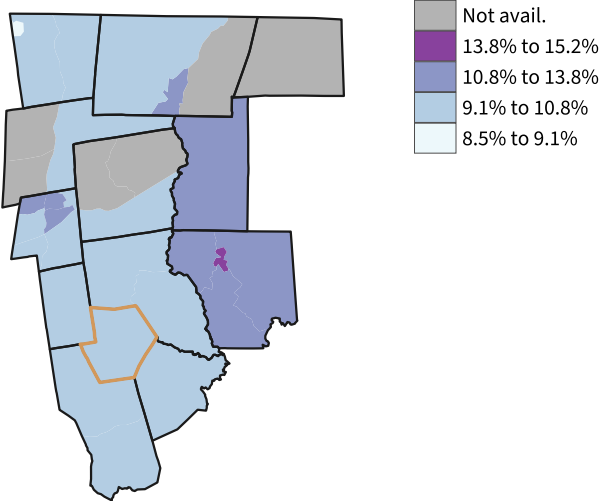 Not avail.
13.8% to 15.2%
10.8% to 13.8%
9.1% to 10.8%
8.5% to 9.1%